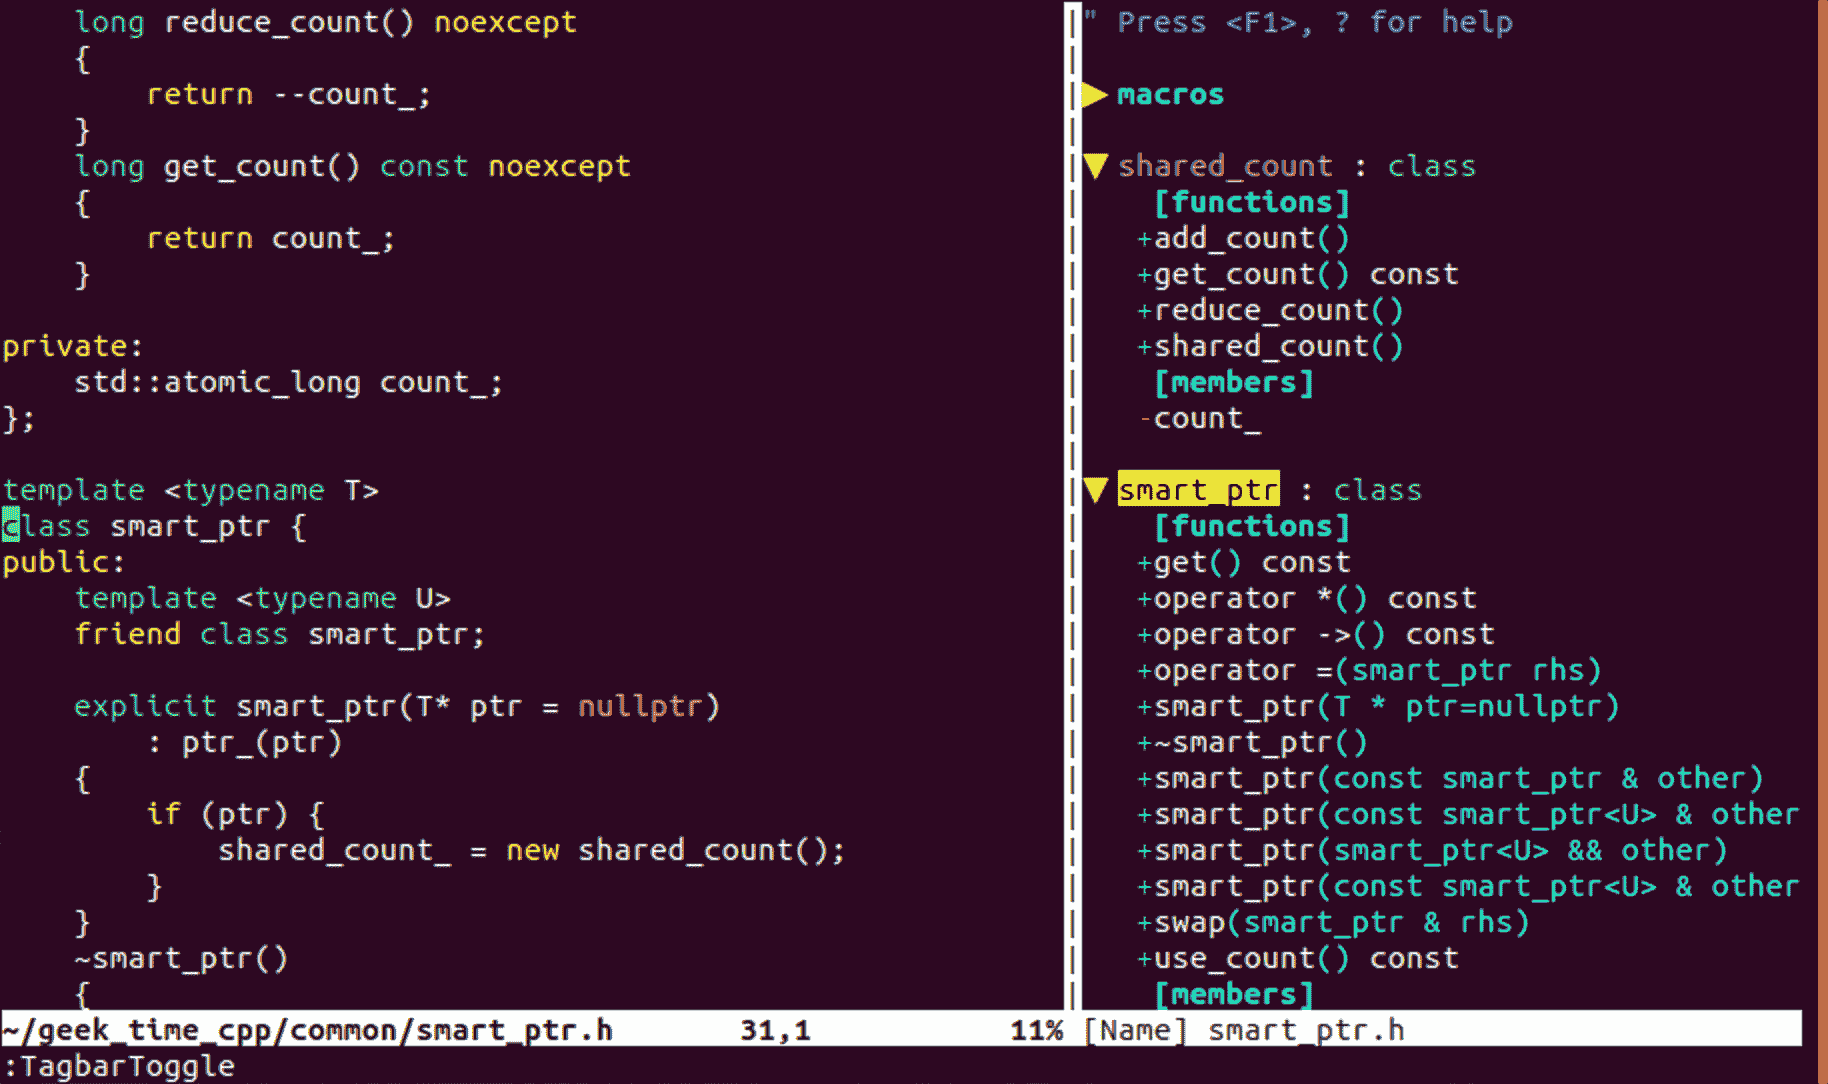 long reduce_count() noexcept
{
return --count_;
}
long get_count() const noexcept
{
return count_;
}
private:
std::atomic_long count_;
};
template <typename T>
class smart_ptr {
public:
template <typename U>
friend class smart_ptr;
explicit smart_ptr(T* ptr = nullptr)
: ptr_(ptr)
{
if (ptr) {
shared_count_ = new shared_count();
}
}
~smart_ptr()
{
~/geek_time_cpp/common/smart_ptr.h 31,1 11%
:TagbarToggle
" Press <F1>, ? for help
▶ macros
▼ shared_count : class
[functions]
+add_count()
+get_count() const
+reduce_count()
+shared_count()
[members]
-count_
▼ smart_ptr : class
[functions]
+get() const
+operator *() const
+operator ->() const
+operator =(smart_ptr rhs)
+smart_ptr(T * ptr=nullptr)
+~smart_ptr()
+smart_ptr(const smart_ptr & other)
+smart_ptr(const smart_ptr<U> & other
+smart_ptr(smart_ptr<U> && other)
+smart_ptr(const smart_ptr<U> & other
+swap(smart_ptr & rhs)
+use_count() const
[members]
[Name] smart_ptr.h